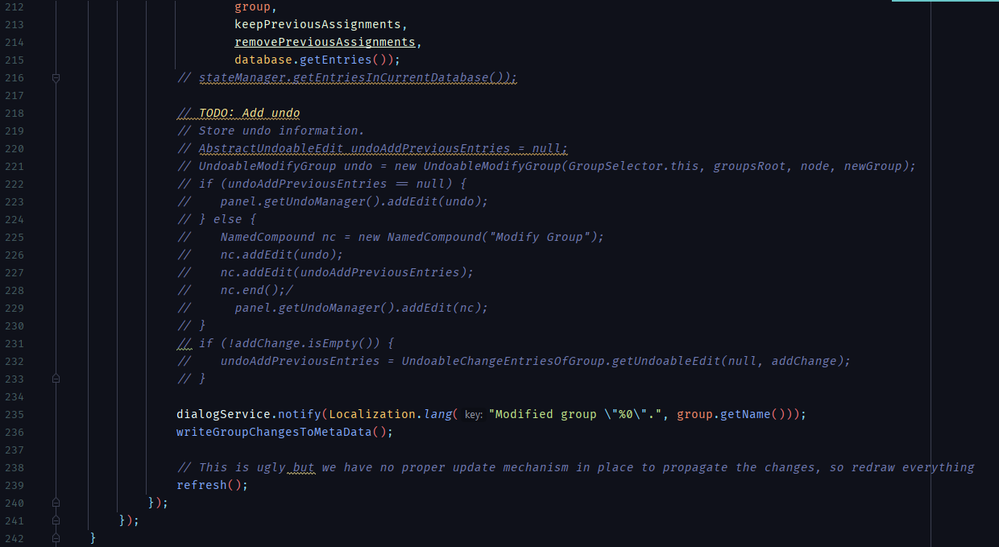 212 group,
213 keepPreviousAssignments,
214 removePreviousAssignments,
215 database.getEntries());
216 // stateManager.getEntriesInCurrentDatabase());
217
218 // TODO: Add undo
219 // Store undo information.
220 // AbstractUndoableEdit undoAddPreviousEntries = null;
221 // UndoableModifyGroup undo = new UndoableModifyGroup(GroupSelector.this, groupsRoot, node, newGroup);
222 // if (undoAddPreviousEntries == null) {
223 //    panel.getUndoManager().addEdit(undo);
224 // } else {
225 //    NamedCompound nc = new NamedCompound("Modify Group");
226 //    nc.addEdit(undo);
227 //    nc.addEdit(undoAddPreviousEntries);
228 //    nc.end();/
229 //      panel.getUndoManager().addEdit(nc);
230 // }
231 // if (!addChange.isEmpty()) {
232 //    undoAddPreviousEntries = UndoableChangeEntriesOfGroup.getUndoableEdit(null, addChange);
233 // }
234
235 dialogService.notify(Localization.lang( key: "Modified group \"%0\".", group.getName()));
236 writeGroupChangesToMetaData();
237
238 // This is ugly but we have no proper update mechanism in place to propagate the changes, so redraw everything
239 refresh();
240 });
241 });
242 }